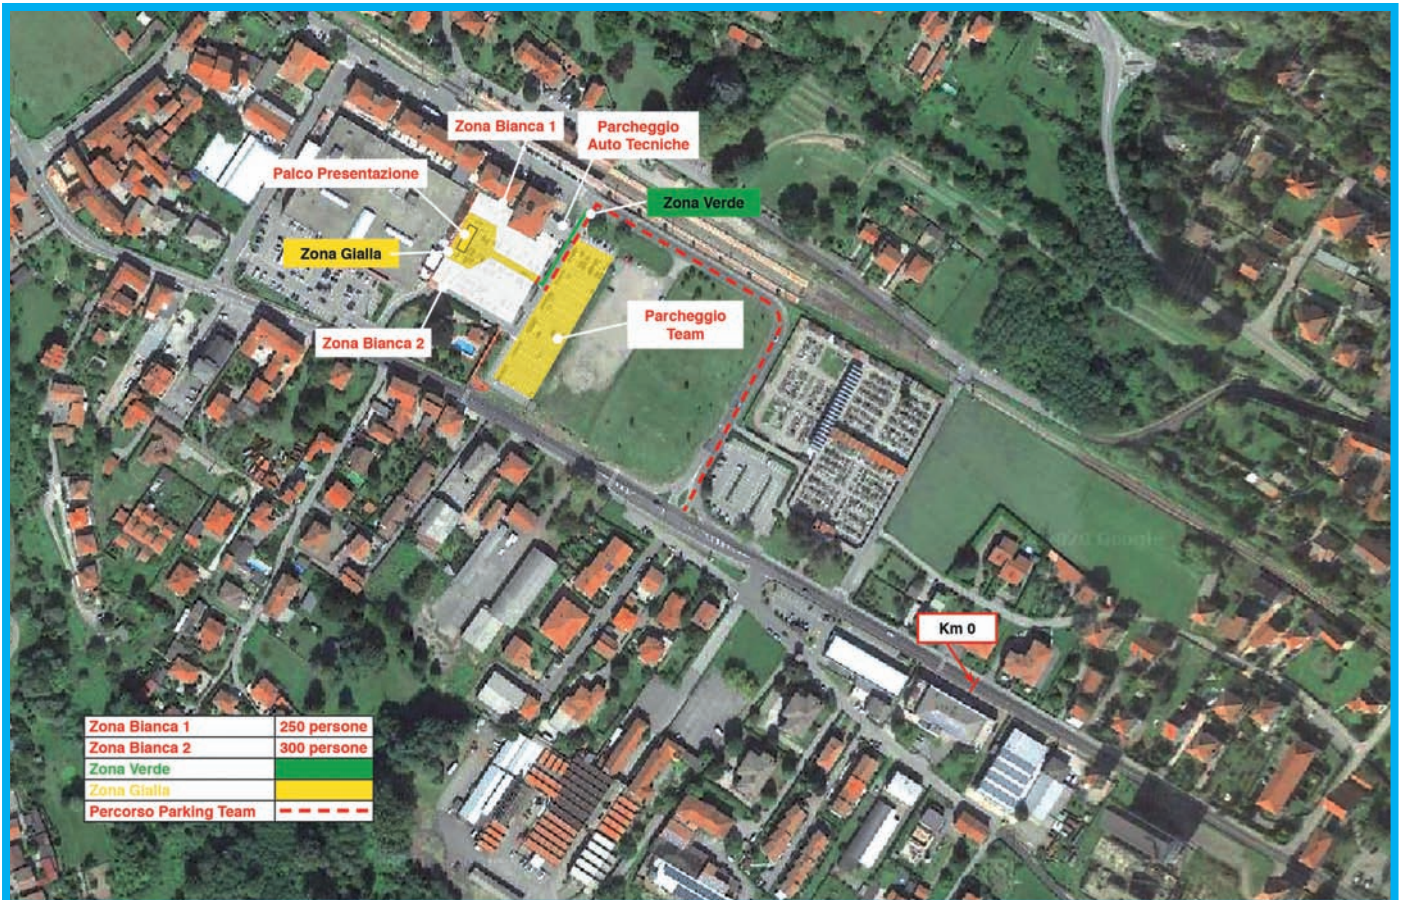 Zona Bianca 1
Parcheggio
Auto Tecniche
Palco Presentazione
Zona Verde
Zona Gialla
Parcheggio
Team
Zona Bianca 2
Km 0
Zona Bianca 1 250 persone
Zona Bianca 2 300 persone
Zona Verde
Zona Gialla
Percorso Parking Team